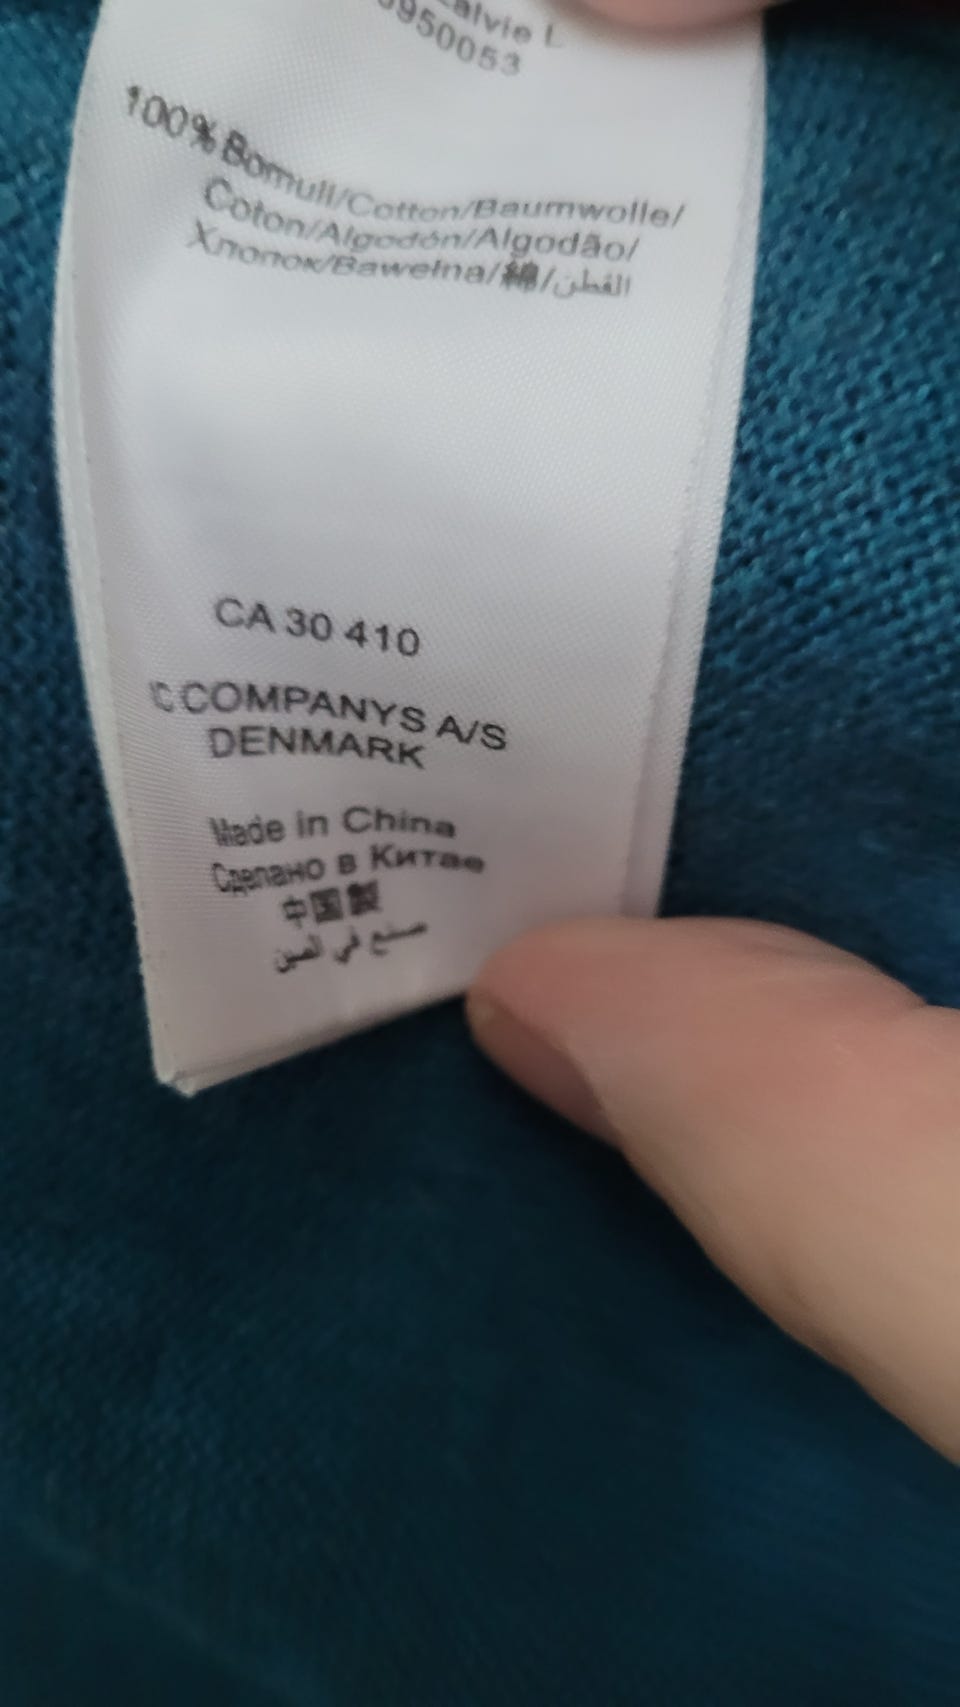 L
950053
100% Bomull/Cotton/Baumwolle/
Coton/Algodón/Algodão/
Хлопок/Bawełna/綿/القطن
CA 30 410
COMPANYS A/S
DENMARK
Made in China
Сделано в Китае
中国製
صنع في الصين